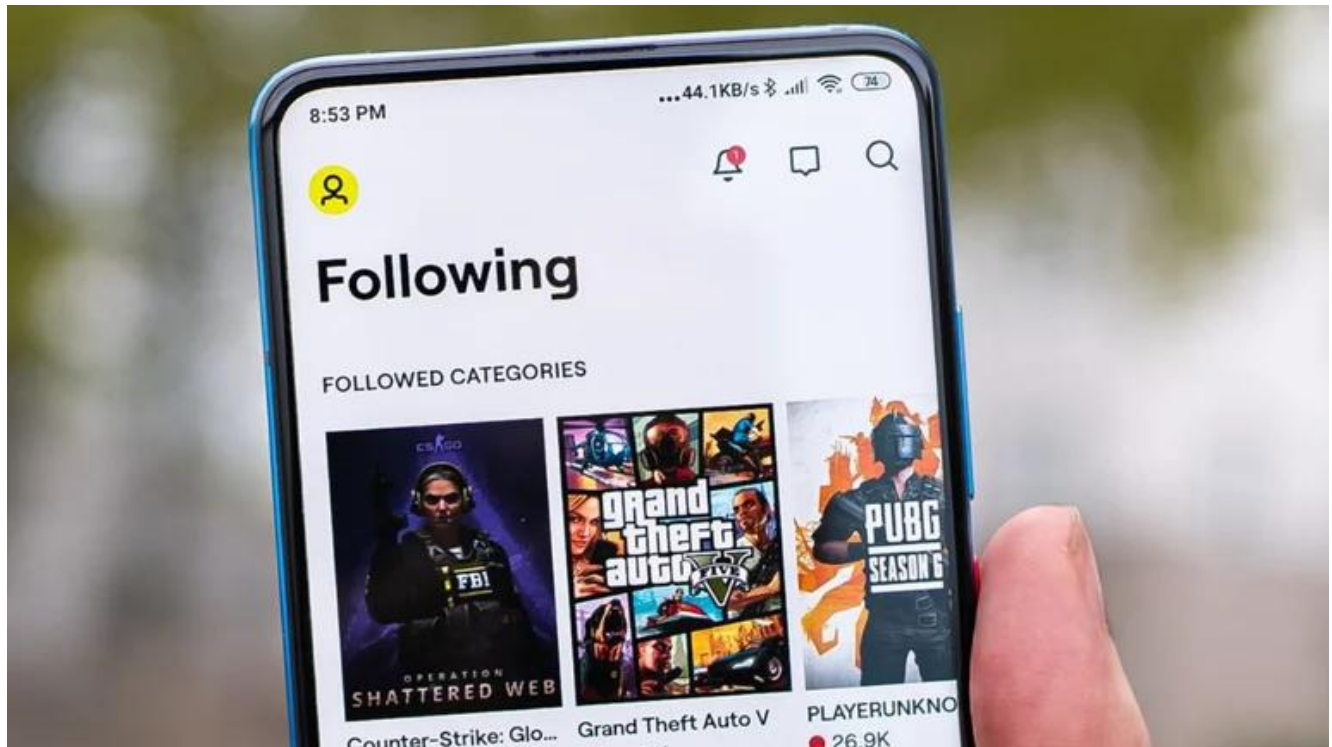 8:53 PM
...44.1KB/s 74
1
Following
FOLLOWED CATEGORIES
CS GO
FBI
OPERATION
SHATTERED WEB
grand
theft
auto
FIVE
V
PUBG
SEASON 6
Counter-Strike: Glo...
Grand Theft Auto V
PLAYERUNKNO
26.9K